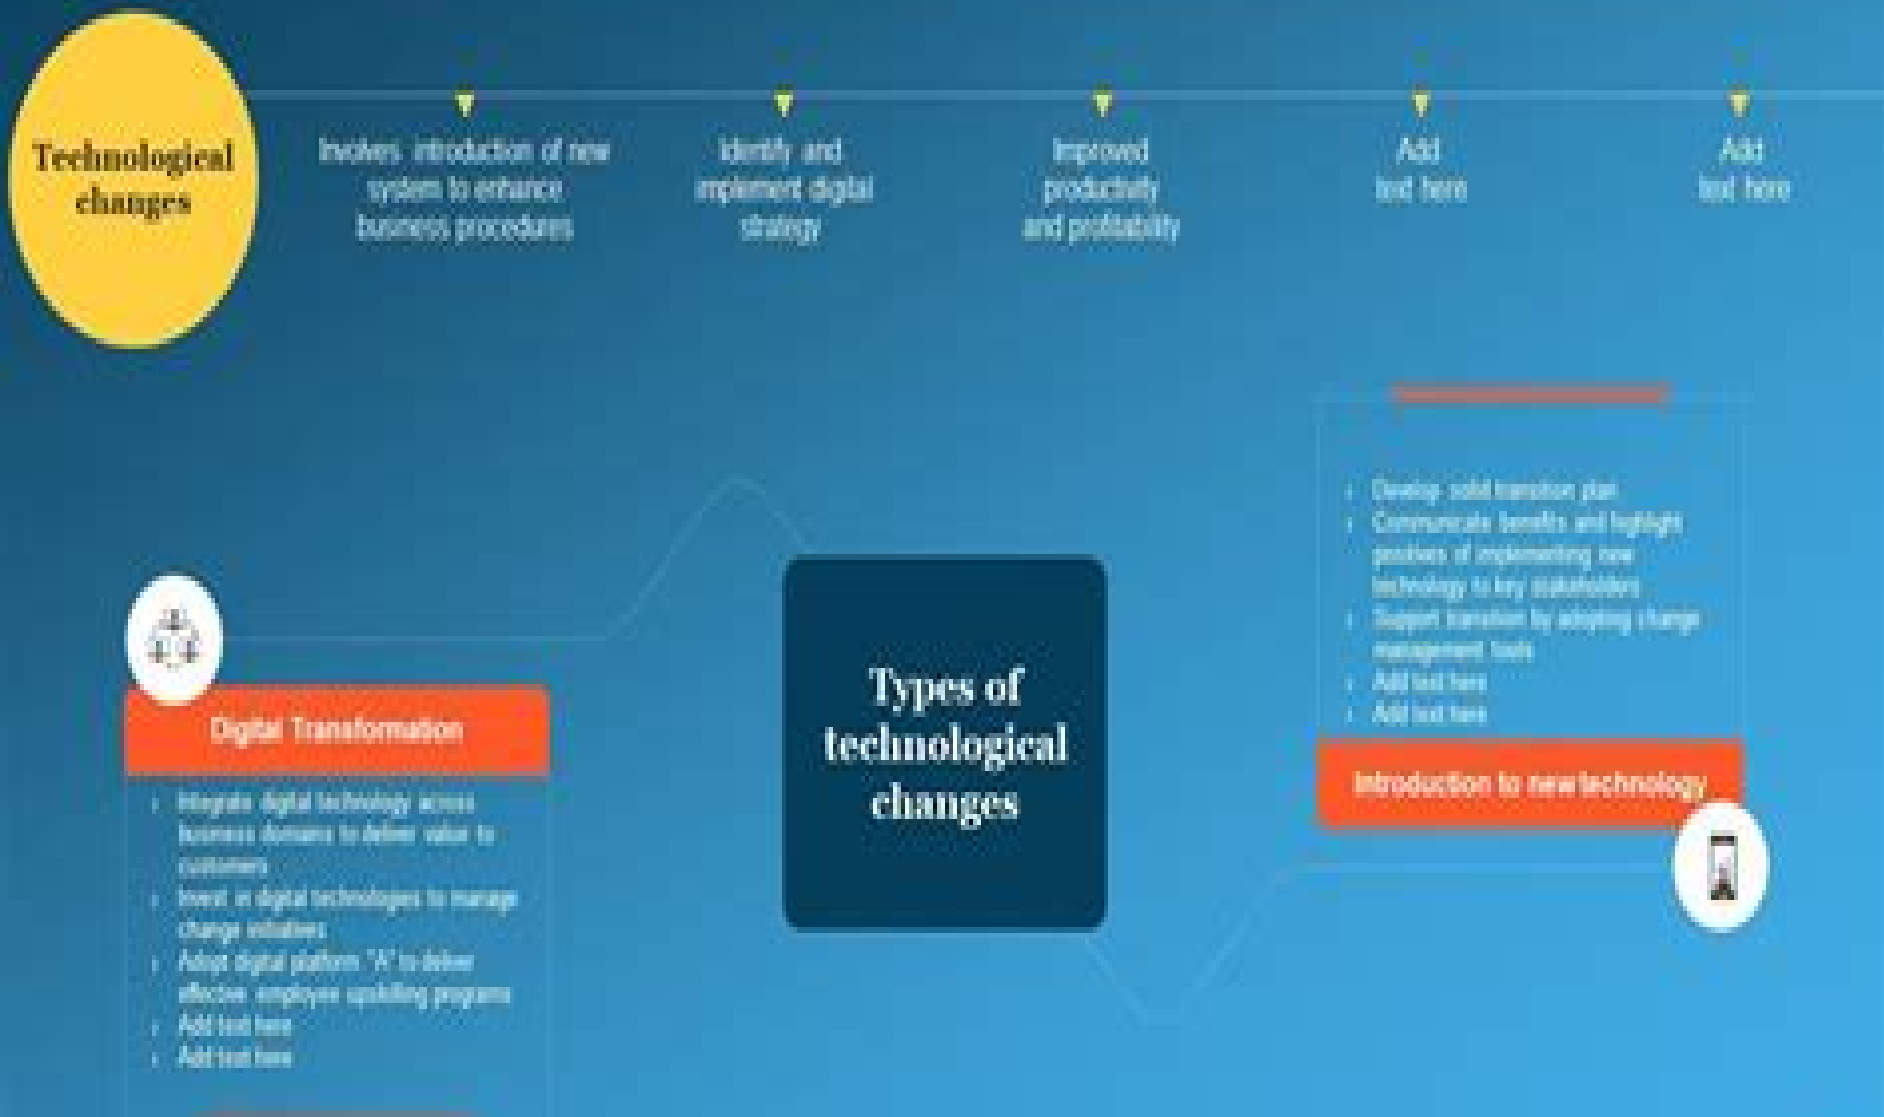 Technological
changes
Involves introduction of new
system to enhance
business procedures
Identify and
implement digital
strategy
Improved
productivity
and profitability
Add
text here
Add
text here
Develop solid transition plan
Communicate benefits and highlight
positives of implementing new
technology to key stakeholders
Support transition by adopting change
management tools
Add text here
Add text here
Introduction to new technology
Types of
technological
changes
Digital Transformation
Integrate digital technology across
business domains to deliver value to
customers
Invest in digital technologies to manage
change initiatives
Adopt digital platform "A" to deliver
effective employee upskilling programs
Add text here
Add text here